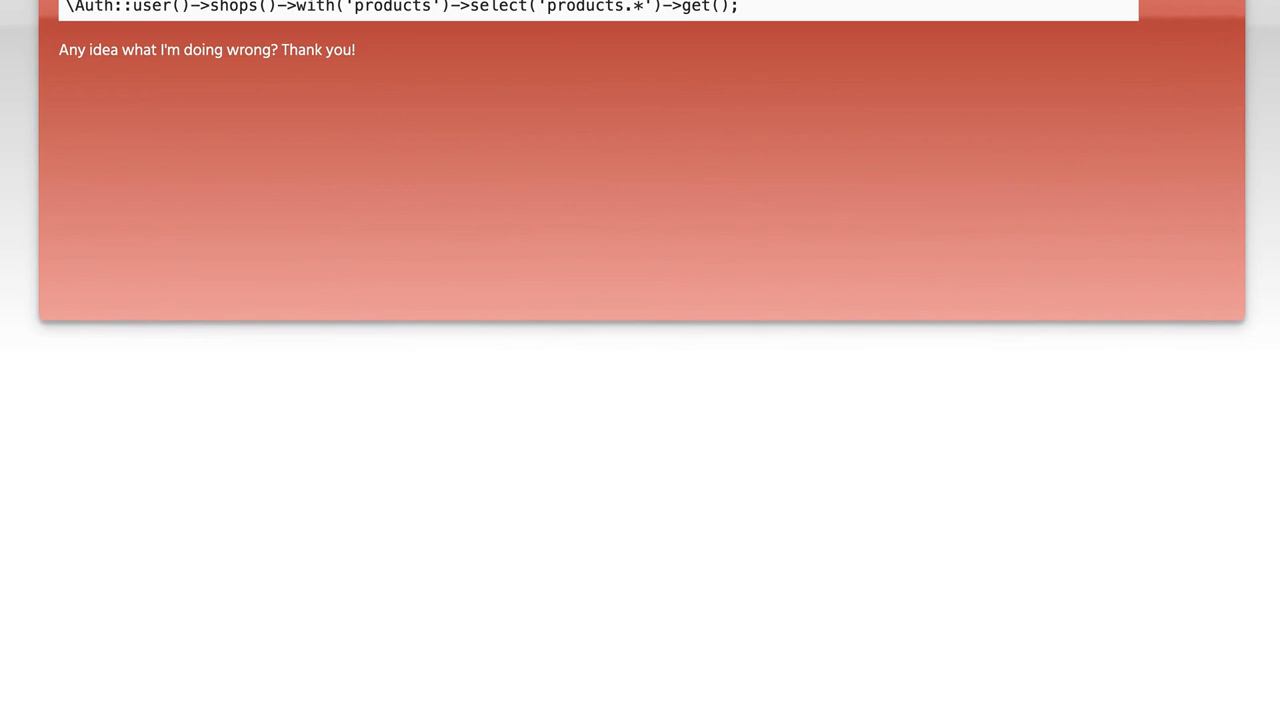 \Auth::user()->shops()->with('products')->select('products.*')->get();
Any idea what I'm doing wrong? Thank you!